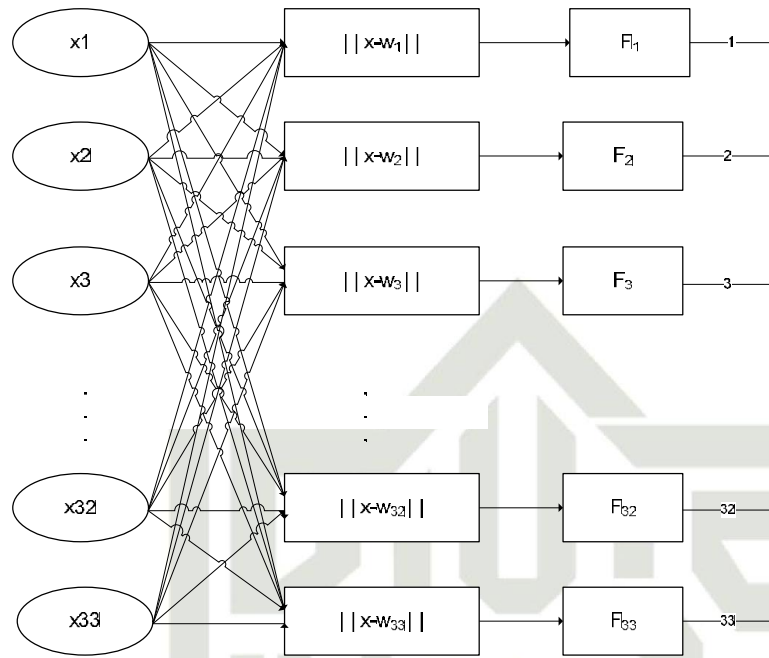 x1 ||x-w₁|| F₁ 1
x2 ||x-w₂|| F₂ 2
x3 ||x-w₃|| F₃ 3
. .
. .
. .
x32 ||x-w₃₂|| F₃₂ 32
x33 ||x-w₃₃|| F₃₃ 33